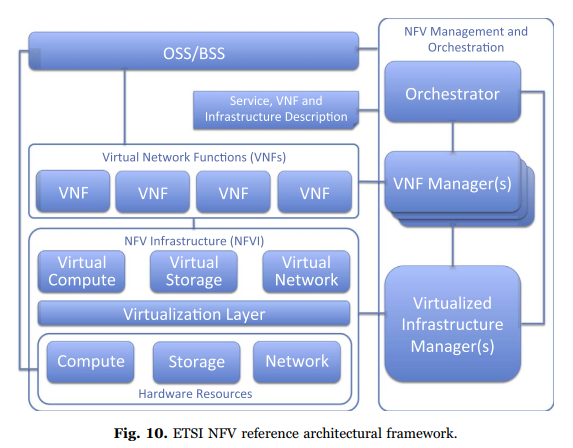 OSS/BSS
NFV Management and
Orchestration
Orchestrator
Service, VNF and
Infrastructure Description
Virtual Network Functions (VNFs)
VNF
VNF
VNF
VNF
VNF Manager(s)
NFV Infrastructure (NFVI)
Virtual
Compute
Virtual
Storage
Virtual
Network
Virtualization Layer
Virtualized
Infrastructure
Manager(s)
Compute
Storage
Network
Hardware Resources
Fig. 10. ETSI NFV reference architectural framework.